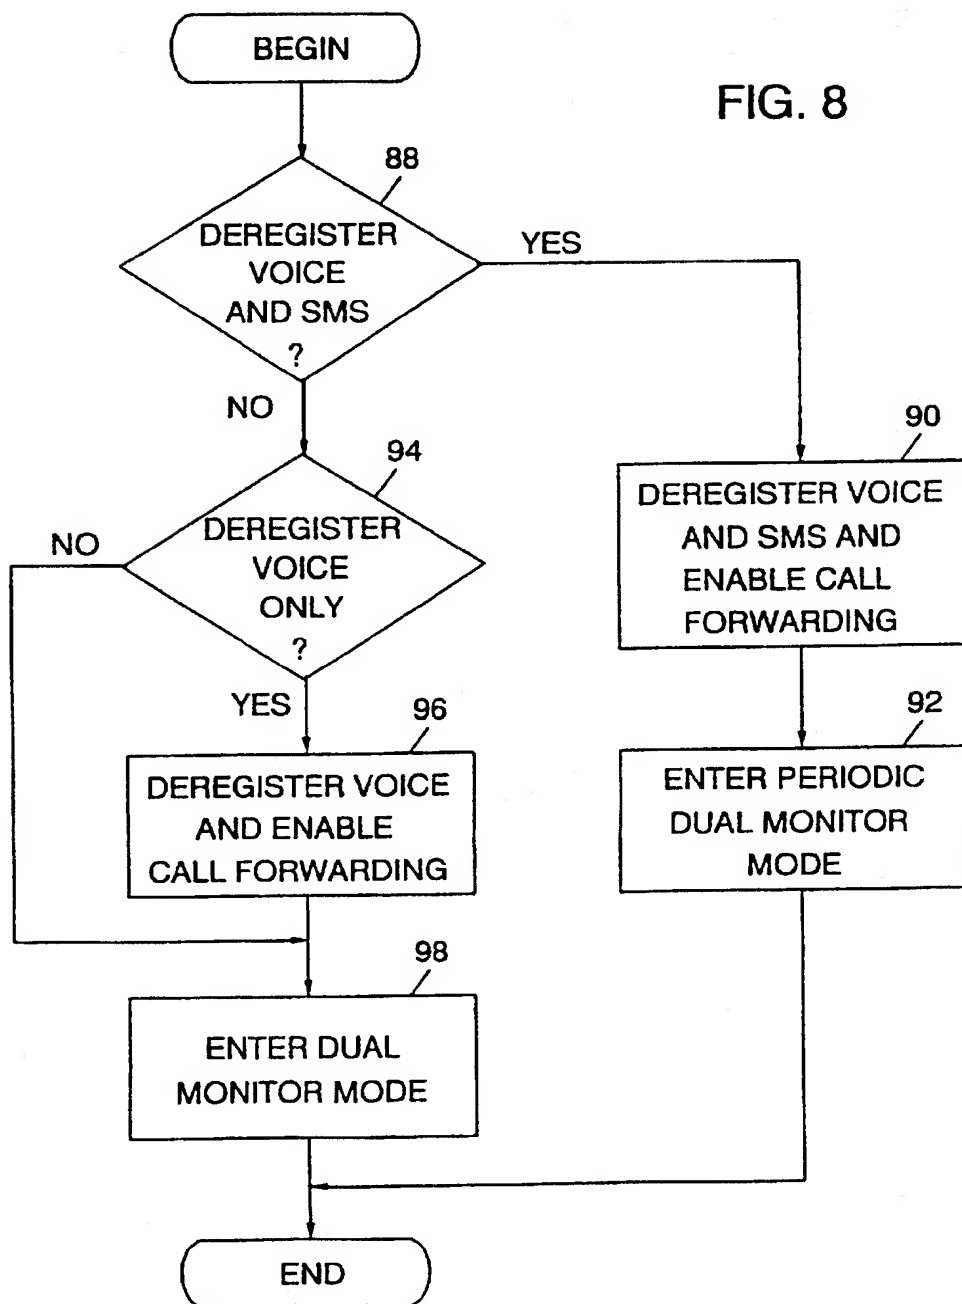 BEGIN
FIG. 8
88
DEREGISTER
VOICE
AND SMS
?
YES
NO
94
DEREGISTER
VOICE
ONLY
?
NO
YES
90
DEREGISTER VOICE
AND SMS AND
ENABLE CALL
FORWARDING
96
DEREGISTER VOICE
AND ENABLE
CALL FORWARDING
92
ENTER PERIODIC
DUAL MONITOR
MODE
98
ENTER DUAL
MONITOR MODE
END